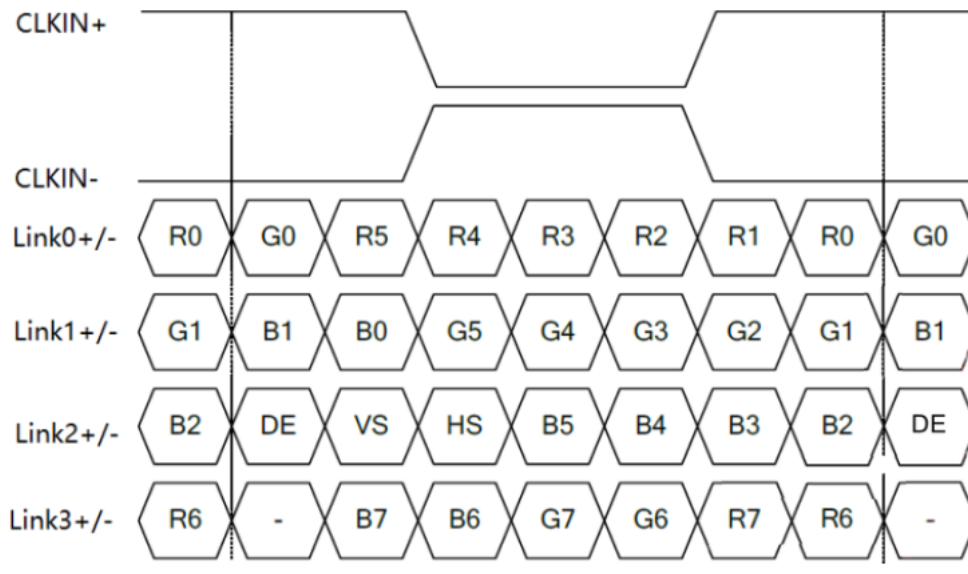 CLKIN+
CLKIN-
Link0+/- R0 G0 R5 R4 R3 R2 R1 R0 G0
Link1+/- G1 B1 B0 G5 G4 G3 G2 G1 B1
Link2+/- B2 DE VS HS B5 B4 B3 B2 DE
Link3+/- R6 - B7 B6 G7 G6 R7 R6 -